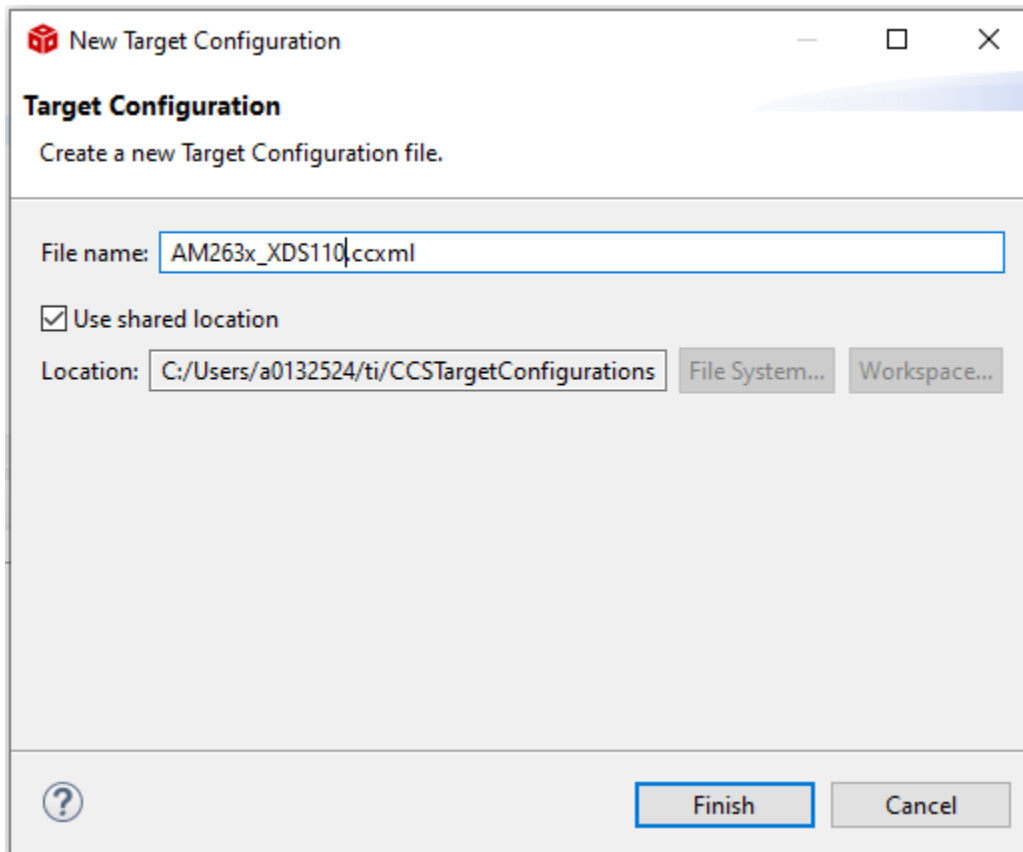 New Target Configuration
Target Configuration
Create a new Target Configuration file.
File name: AM263x_XDS110.ccxml
Use shared location
Location: C:/Users/a0132524/ti/CCSTargetConfigurations File System... Workspace...
? Finish Cancel